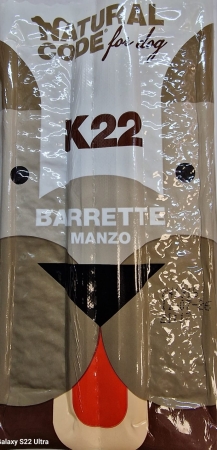 NATURAL
CODE® for dog
K22
BARRETTE
MANZO
Galaxy S22 Ultra